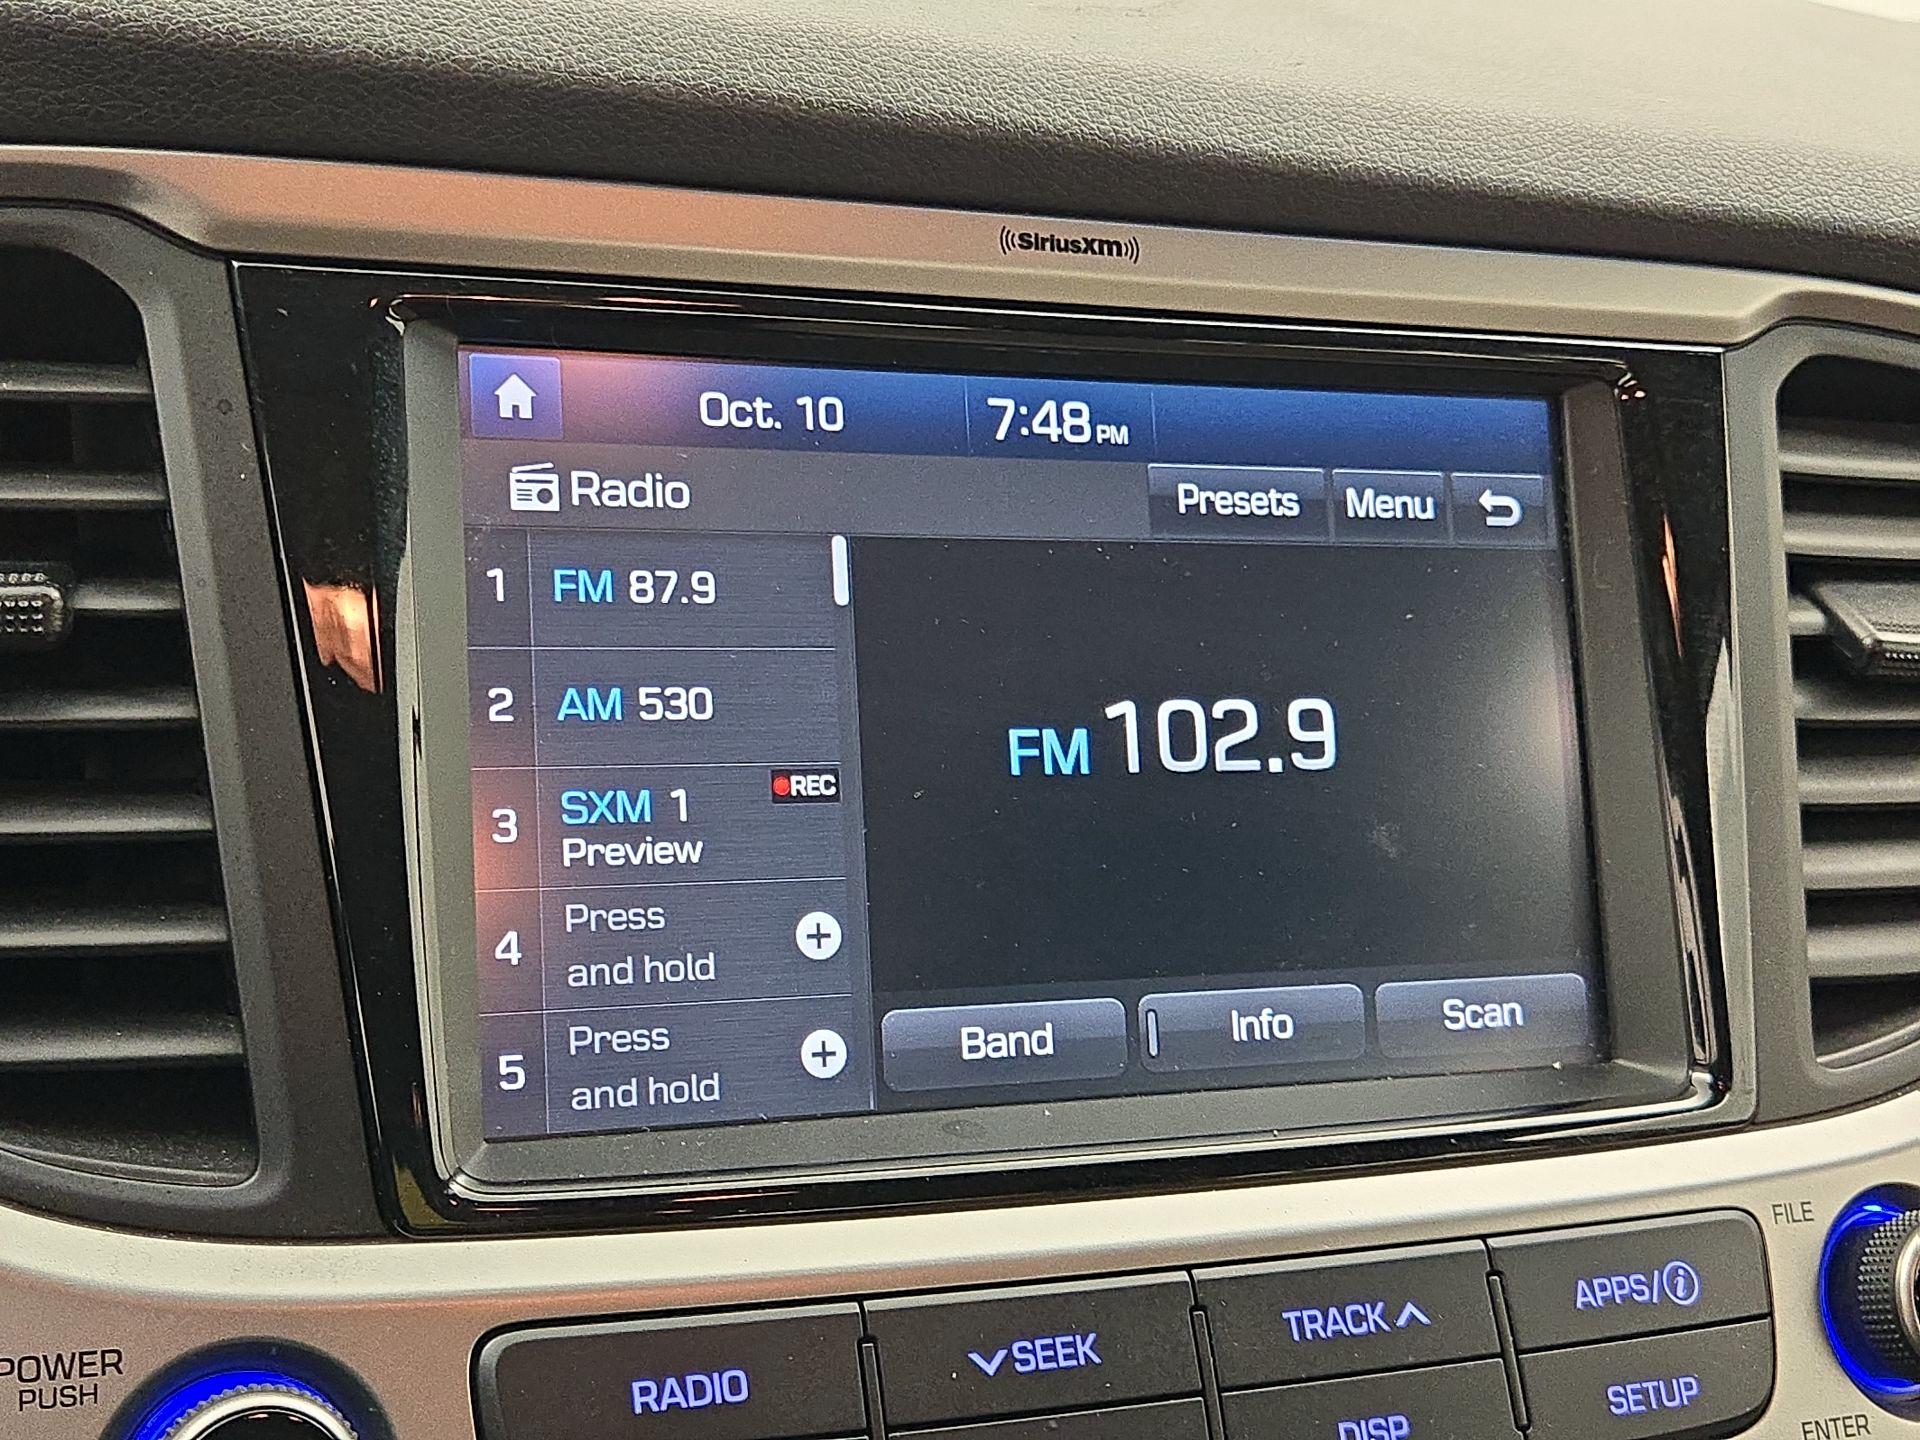 SiriusXM
Oct. 10 7:48 PM
Radio Presets Menu
1 FM 87.9
2 AM 530
FM 102.9
3 SXM 1 REC
Preview
4 Press
and hold
5 Press
and hold
Band Info Scan
FILE
POWER
PUSH
RADIO SEEK TRACK APPS/i
DISP SETUP
ENTER